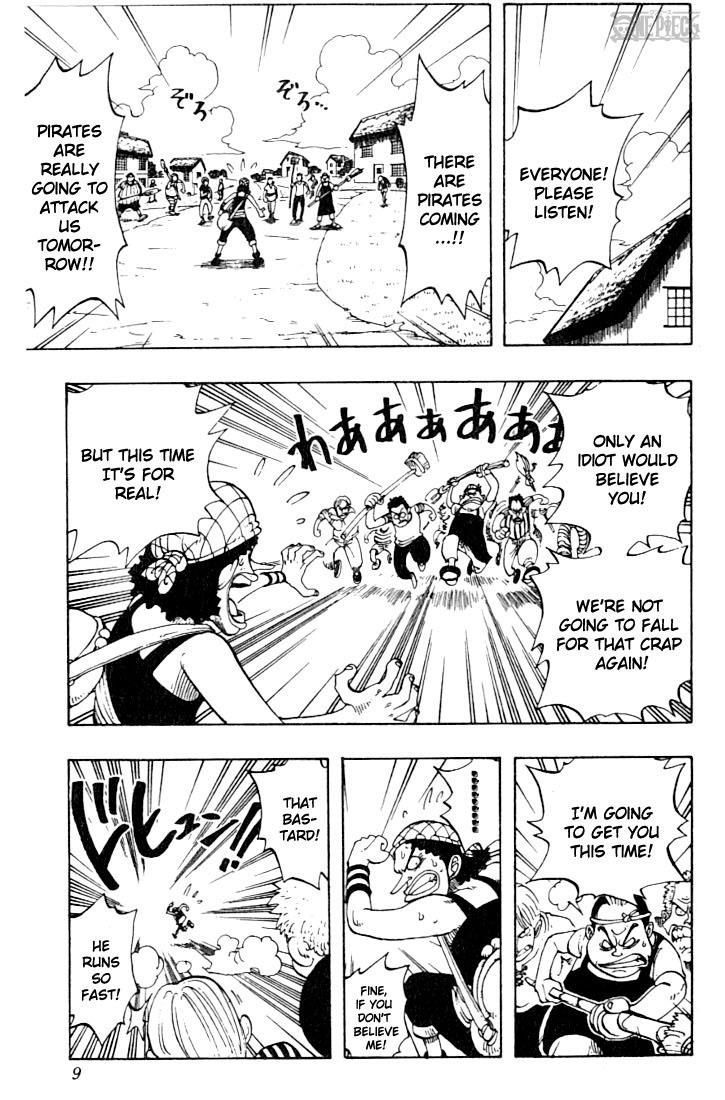 ONE PIECE
EVERYONE!
PLEASE
LISTEN!
ぞろ
ぞろ...
THERE
ARE
PIRATES
COMING
...!!
PIRATES
ARE
REALLY
GOING TO
ATTACK
US
TOMOR-
ROW!!
ONLY AN
IDIOT WOULD
BELIEVE
YOU!
わあぁあぁあぁ
WE'RE NOT
GOING TO FALL
FOR THAT CRAP
AGAIN!
BUT THIS TIME
IT'S FOR
REAL!
I'M GOING
TO GET YOU
THIS TIME!
FINE,
IF YOU
DON'T
BELIEVE
ME!
THAT
BAS-
TARD!
ドヒュン!!
HE
RUNS
SO
FAST!
9